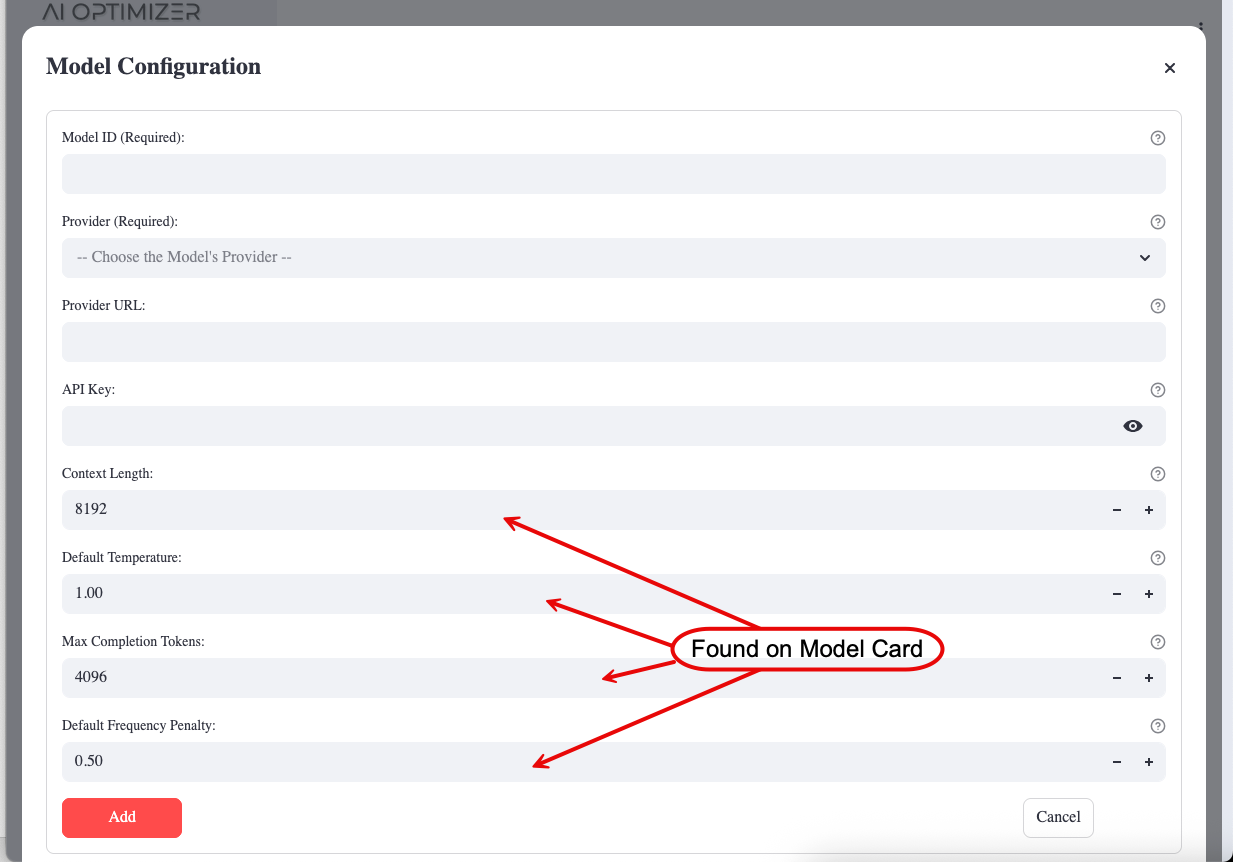 AI OPTIMIZER
Model Configuration
Model ID (Required):
Provider (Required):
-- Choose the Model's Provider --
Provider URL:
API Key:
Context Length:
8192
Default Temperature:
1.00
Found on Model Card
Max Completion Tokens:
4096
Default Frequency Penalty:
0.50
Add
Cancel